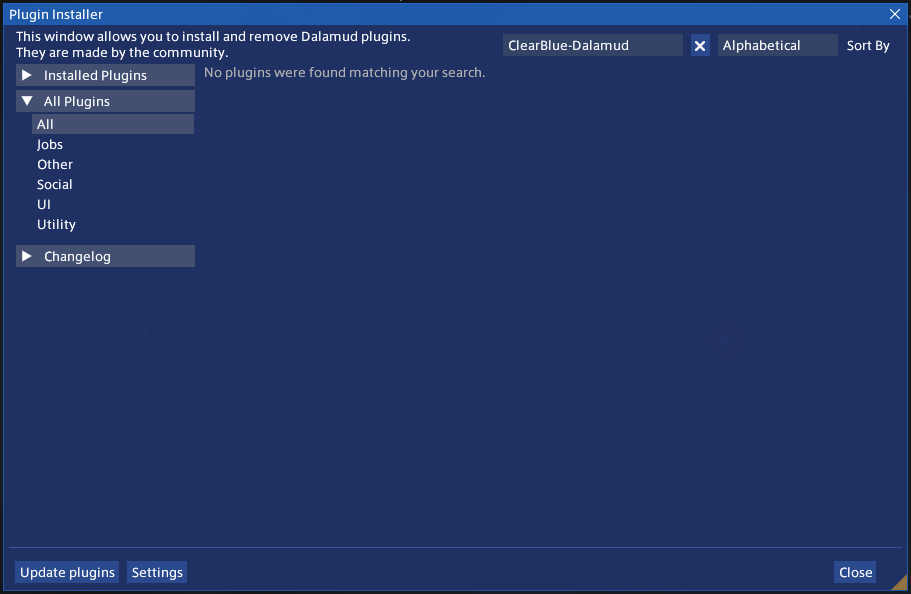 Plugin Installer
This window allows you to install and remove Dalamud plugins.
They are made by the community.
ClearBlue-Dalamud
Alphabetical
Sort By
Installed Plugins
No plugins were found matching your search.
All Plugins
All
Jobs
Other
Social
UI
Utility
Changelog
Update plugins
Settings
Close